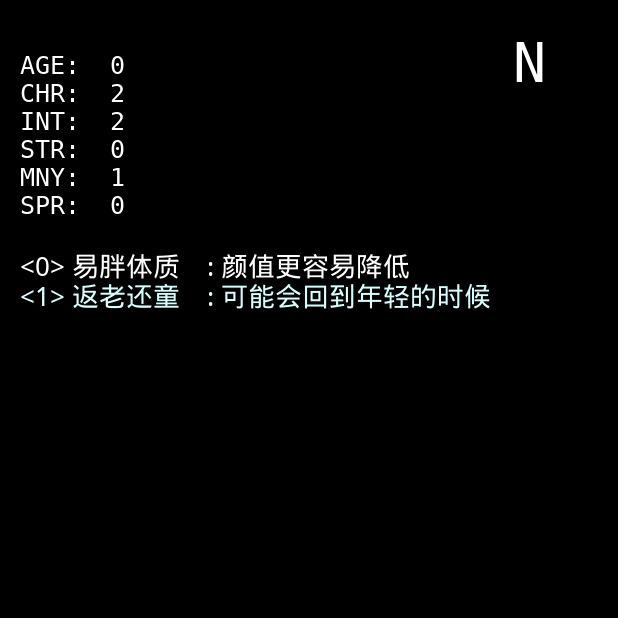 N
AGE: 0
CHR: 2
INT: 2
STR: 0
MNY: 1
SPR: 0
<0> 易胖体质 : 颜值更容易降低
<1> 返老还童 : 可能会回到年轻的时候